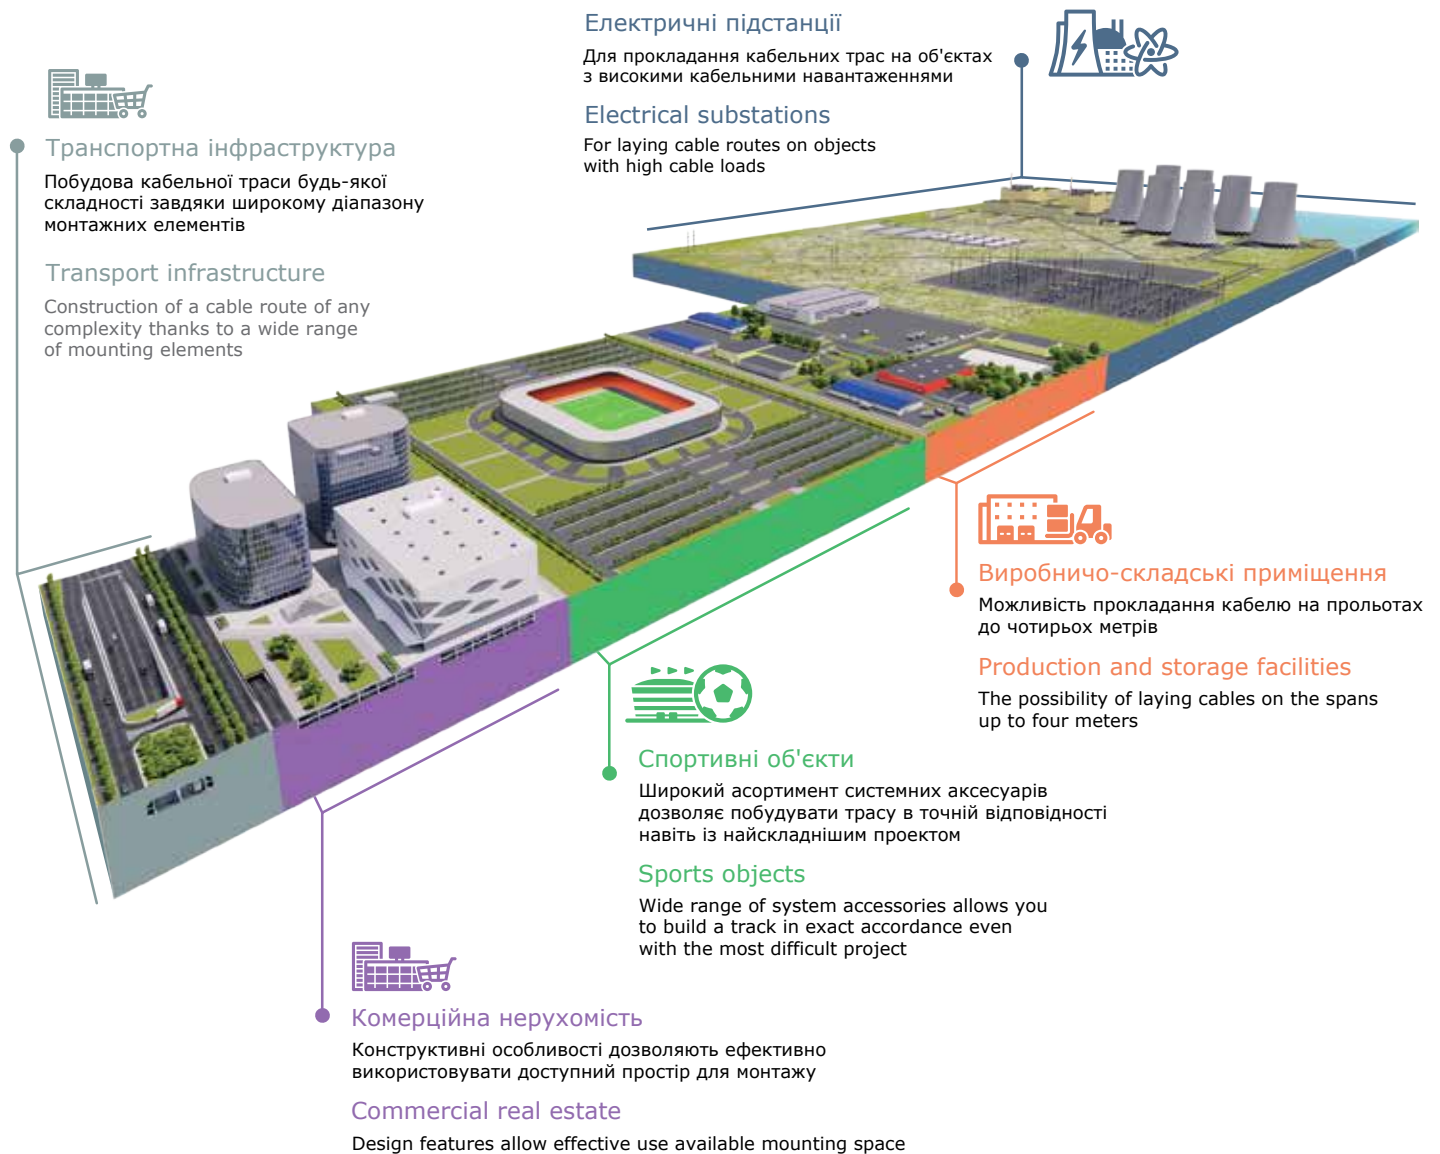 Електричні підстанції
Для прокладання кабельних трас на об'єктах
з високими кабельними навантаженнями
Electrical substations
For laying cable routes on objects
with high cable loads
Транспортна інфраструктура
Побудова кабельної траси будь-якої
складності завдяки широкому діапазону
монтажних елементів
Transport infrastructure
Construction of a cable route of any
complexity thanks to a wide range
of mounting elements
Виробничо-складські приміщення
Можливість прокладання кабелю на прольотах
до чотирьох метрів
Production and storage facilities
The possibility of laying cables on the spans
up to four meters
Спортивні об'єкти
Широкий асортимент системних аксесуарів
дозволяє побудувати трасу в точній відповідності
навіть із найскладнішим проектом
Sports objects
Wide range of system accessories allows you
to build a track in exact accordance even
with the most difficult project
Комерційна нерухомість
Конструктивні особливості дозволяють ефективно
використовувати доступний простір для монтажу
Commercial real estate
Design features allow effective use available mounting space